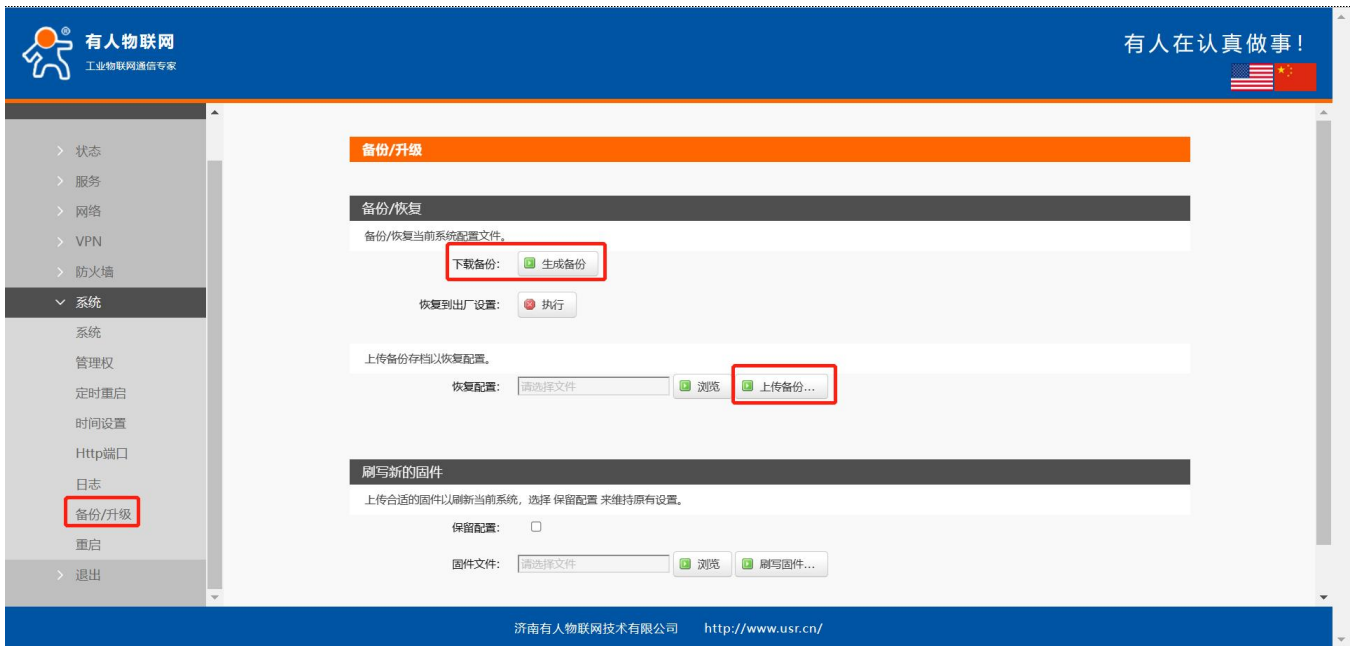 有人物联网
工业物联网通信专家
有人在认真做事!
状态
服务
网络
VPN
防火墙
系统
系统
管理权
定时重启
时间设置
Http端口
日志
备份/升级
重启
退出
备份/升级
备份/恢复
备份/恢复当前系统配置文件。
下载备份: 生成备份
恢复到出厂设置: 执行
上传备份存档以恢复配置。
恢复配置: 请选择文件 浏览 上传备份...
刷写新的固件
上传合适的固件以刷新当前系统，选择 保留配置 来维持原有设置。
保留配置:
固件文件: 请选择文件 浏览 刷写固件...
济南有人物联网技术有限公司 http://www.usr.cn/